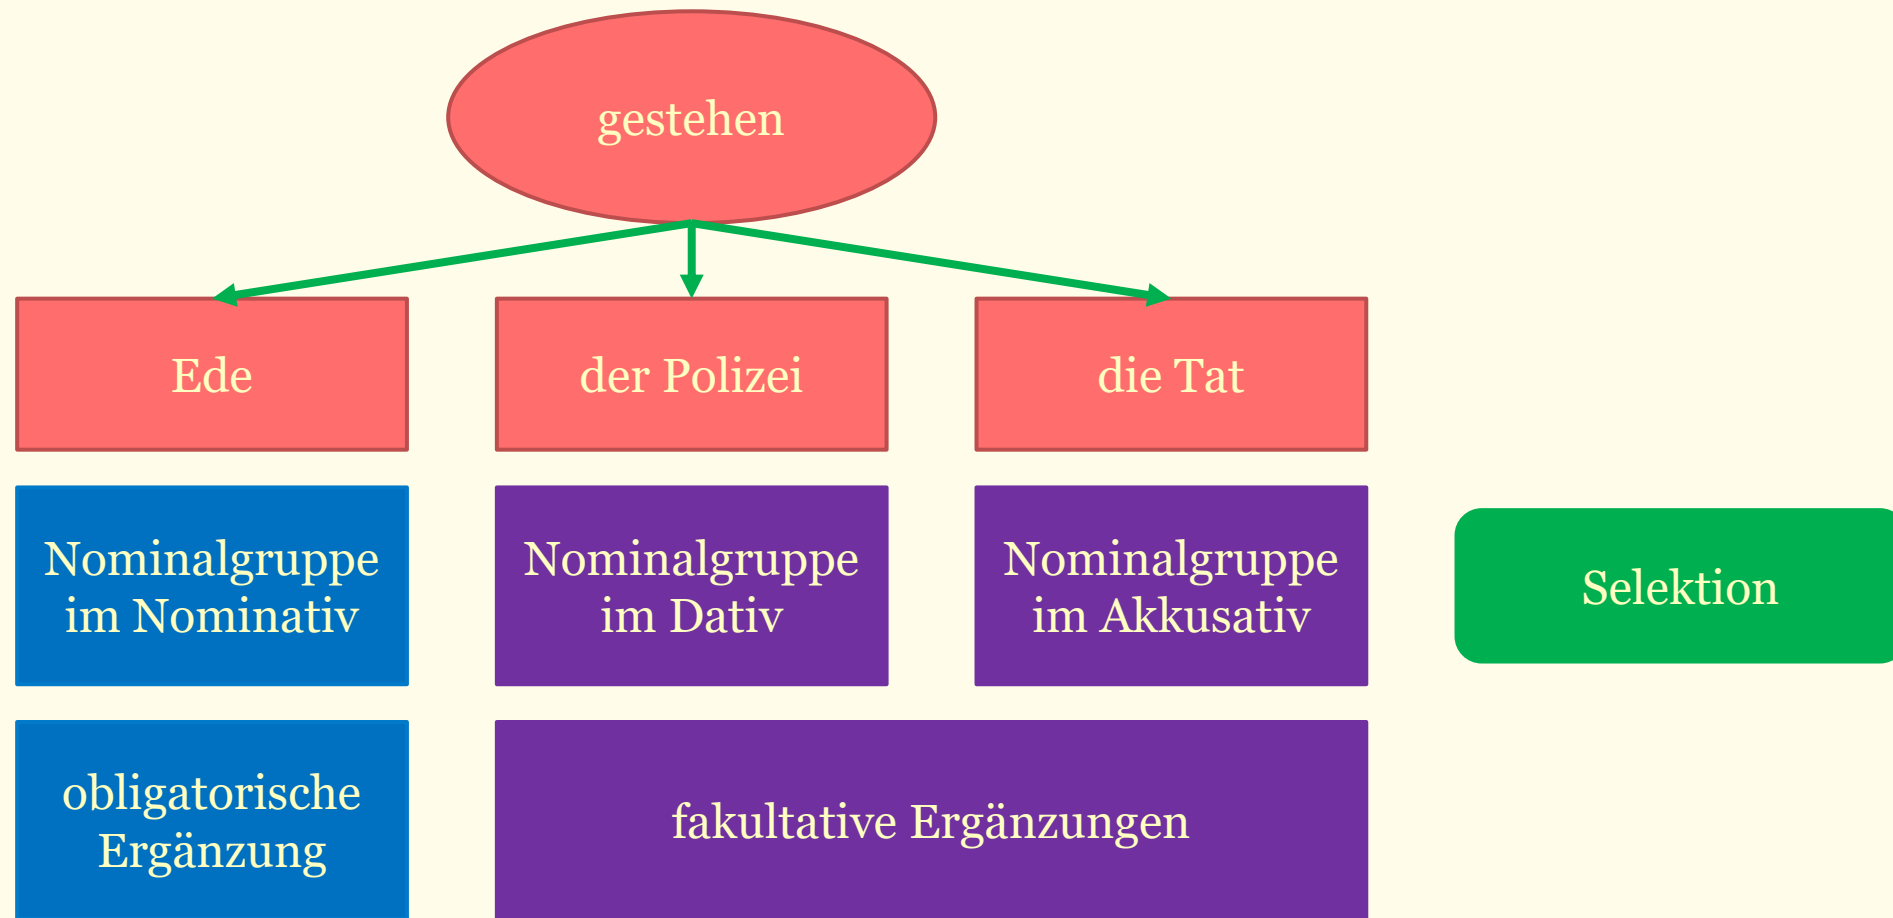 gestehen
Ede
der Polizei
die Tat
Nominalgruppe
im Nominativ
Nominalgruppe
im Dativ
Nominalgruppe
im Akkusativ
Selektion
obligatorische
Ergänzung
fakultative Ergänzungen